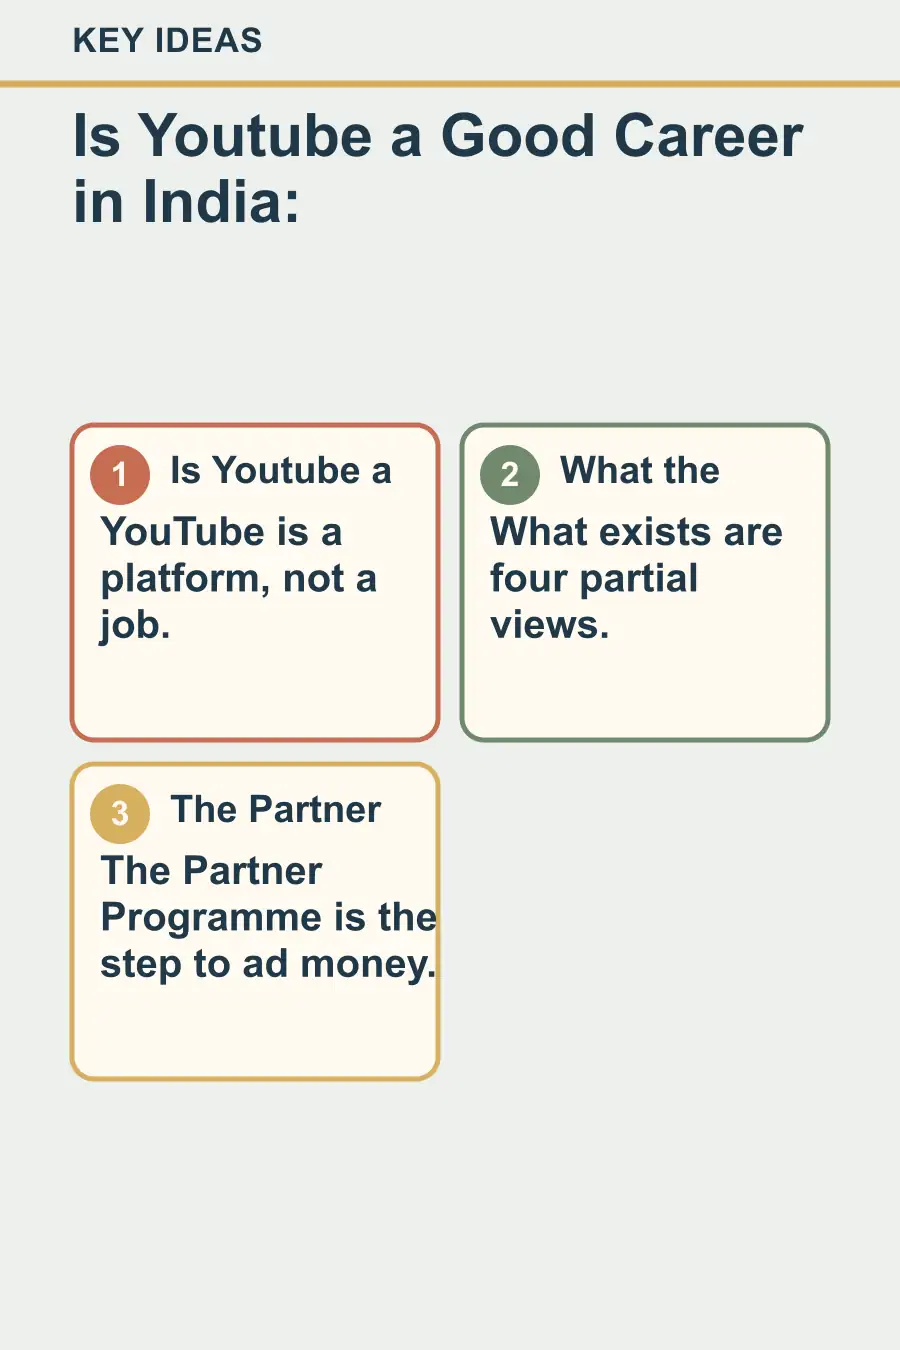 KEY IDEAS
Is Youtube a Good Career
in India:
1 Is Youtube a
YouTube is a
platform, not a
job.
2 What the
What exists are
four partial
views.
3 The Partner
The Partner
Programme is the
step to ad money.